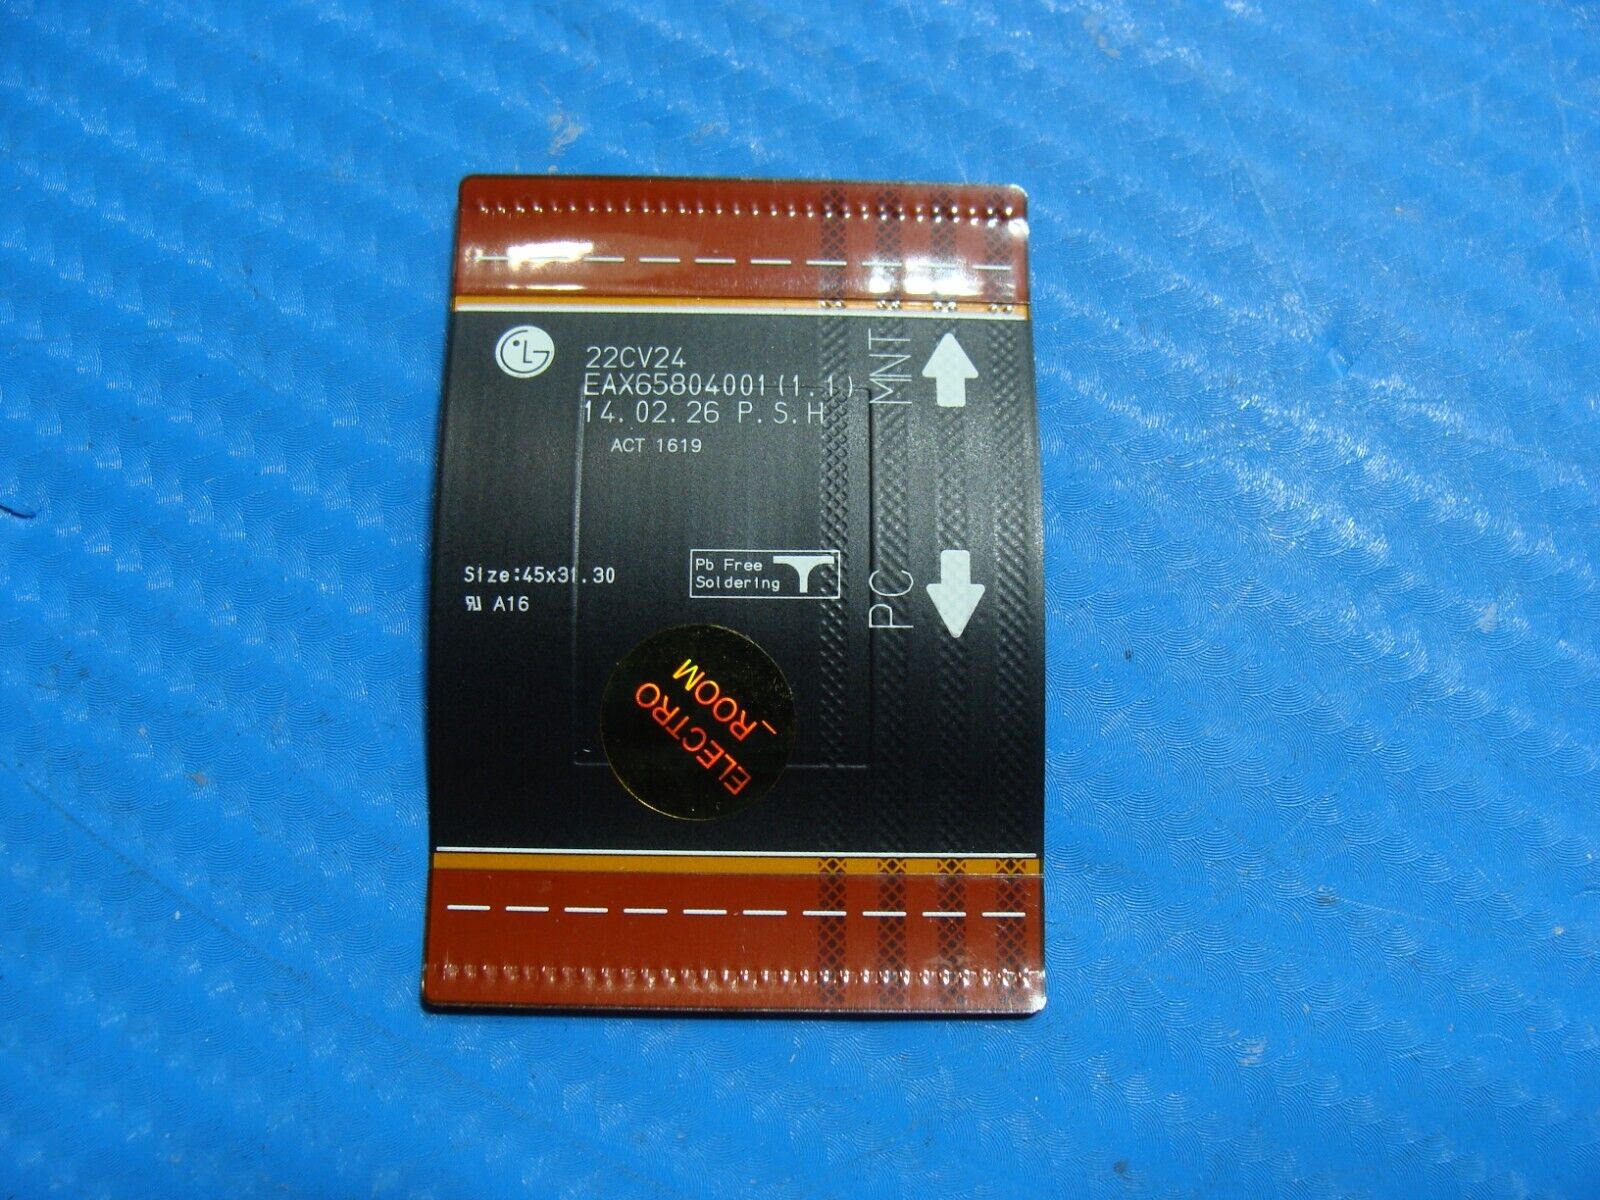 LG
22CV24
EAX65804001(1.1)
14.02.26 P.S.H
ACT 1619
MNT
Size:45x31.30
A16
Pb Free
Soldering
PC
ELECTRO
_ROOM